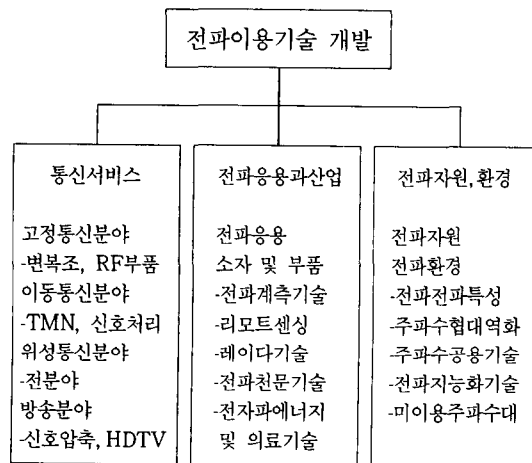 전파이용기술 개발
통신서비스
고정통신분야
-변복조, RF부품
이동통신분야
-TMN, 신호처리
위성통신분야
-전분야
방송분야
-신호압축, HDTV
전파응용과산업
전파응용
소자 및 부품
-전파계측기술
-리모트센싱
-레이다기술
-전파천문기술
-전자파에너지
및 의료기술
전파자원,환경
전파자원
전파환경
-전파전파특성
-주파수협대역화
-주파수공용기술
-전파지능화기술
-미이용주파수대